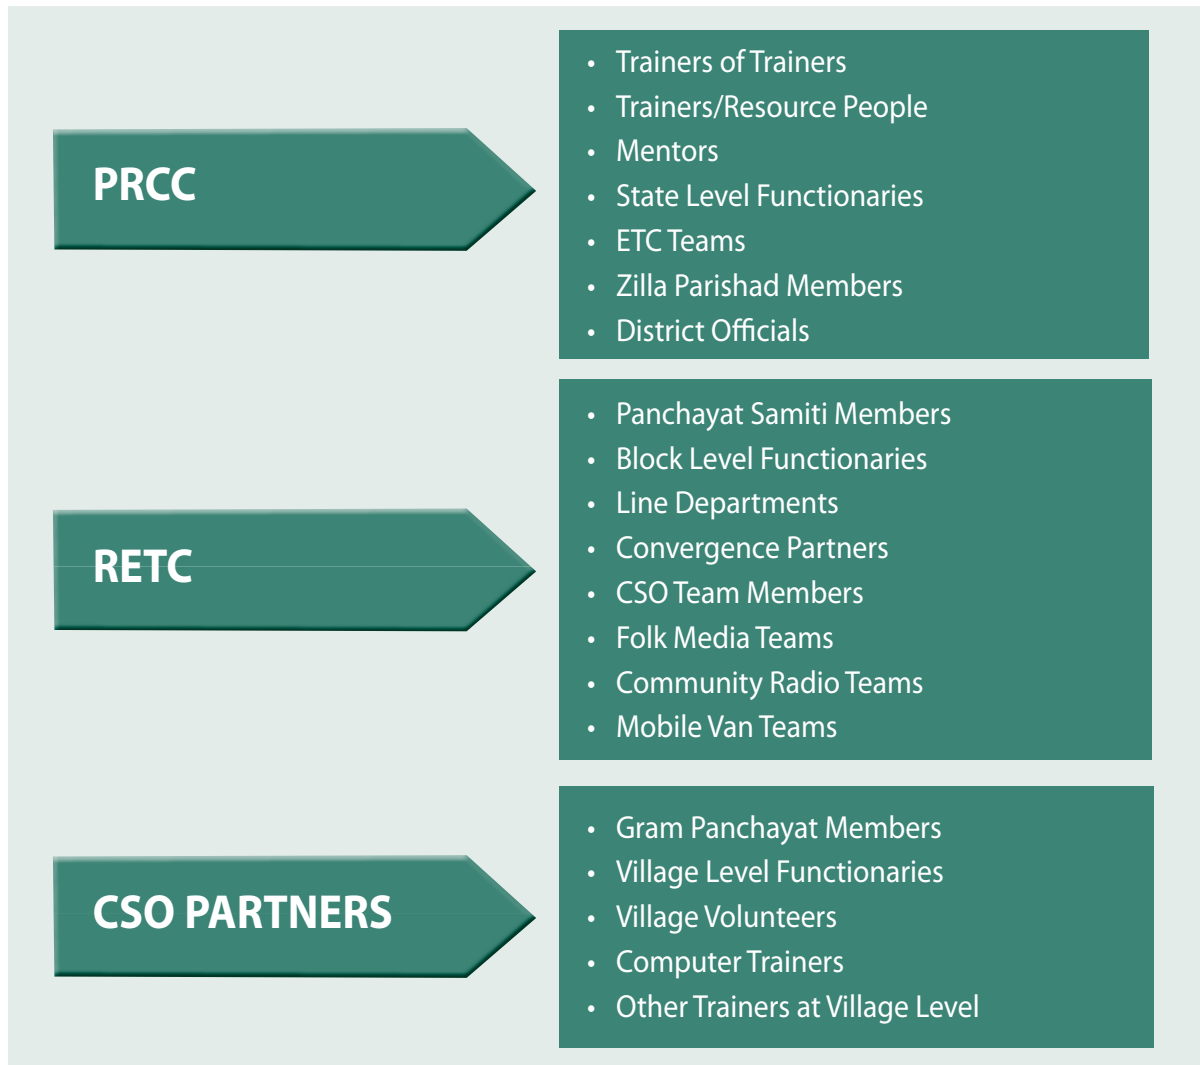 PRCC
• Trainers of Trainers
• Trainers/Resource People
• Mentors
• State Level Functionaries
• ETC Teams
• Zilla Parishad Members
• District Officials
RETC
• Panchayat Samiti Members
• Block Level Functionaries
• Line Departments
• Convergence Partners
• CSO Team Members
• Folk Media Teams
• Community Radio Teams
• Mobile Van Teams
CSO PARTNERS
• Gram Panchayat Members
• Village Level Functionaries
• Village Volunteers
• Computer Trainers
• Other Trainers at Village Level